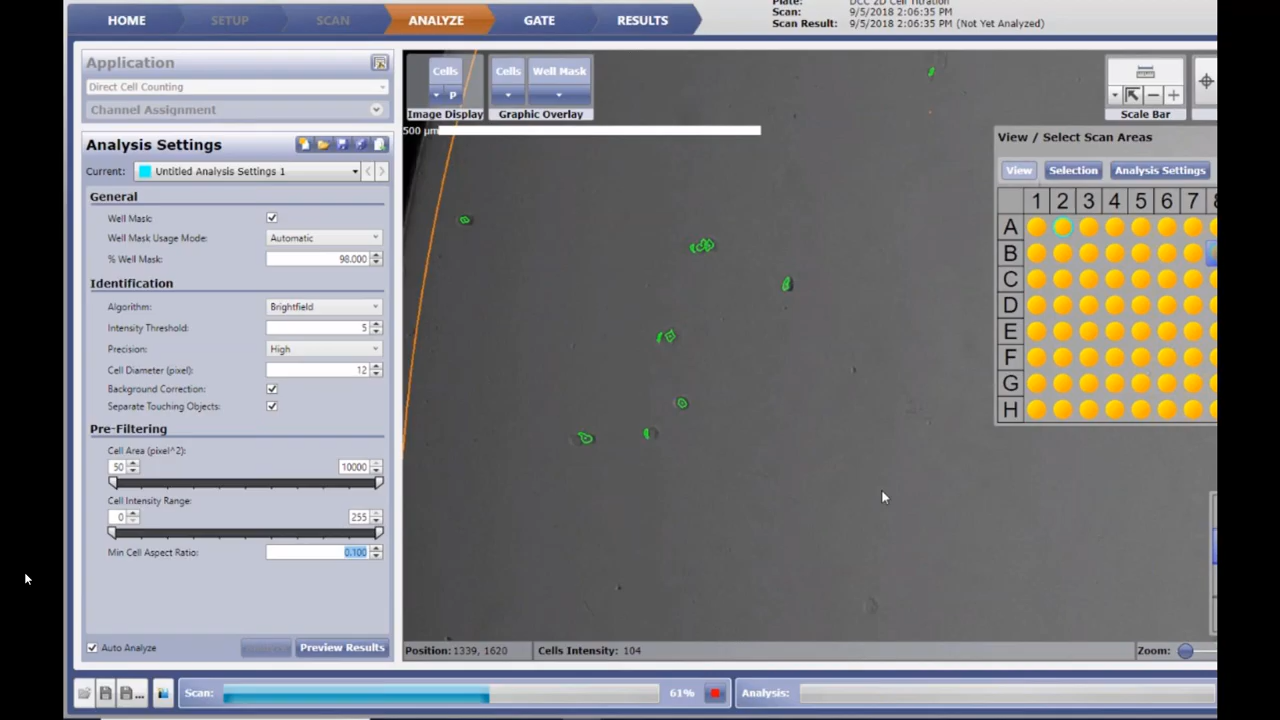 HOME SETUP SCAN ANALYZE GATE RESULTS
Plate: DCC 2D Cell Titration
Scan: 9/5/2018 2:06:35 PM
Scan Result: 9/5/2018 2:06:35 PM (Not Yet Analyzed)
Application
Direct Cell Counting
Channel Assignment
Analysis Settings
Current: Untitled Analysis Settings 1
General
Well Mask:
Well Mask Usage Mode: Automatic
% Well Mask: 98.000
Identification
Algorithm: Brightfield
Intensity Threshold: 5
Precision: High
Cell Diameter (pixel): 12
Background Correction:
Separate Touching Objects:
Pre-Filtering
Cell Area (pixel^2):
50 10000
Cell Intensity Range:
0 255
Min Cell Aspect Ratio: 0.100
Auto Analyze
Preview Results
Cells
P
Image Display
Cells Well Mask
Graphic Overlay
500 µm
Scale Bar
View / Select Scan Areas
View Selection Analysis Settings
1 2 3 4 5 6 7 8
A
B
C
D
E
F
G
H
Position: 1339, 1620 Cells Intensity: 104 Zoom:
Scan: 61% Analysis: